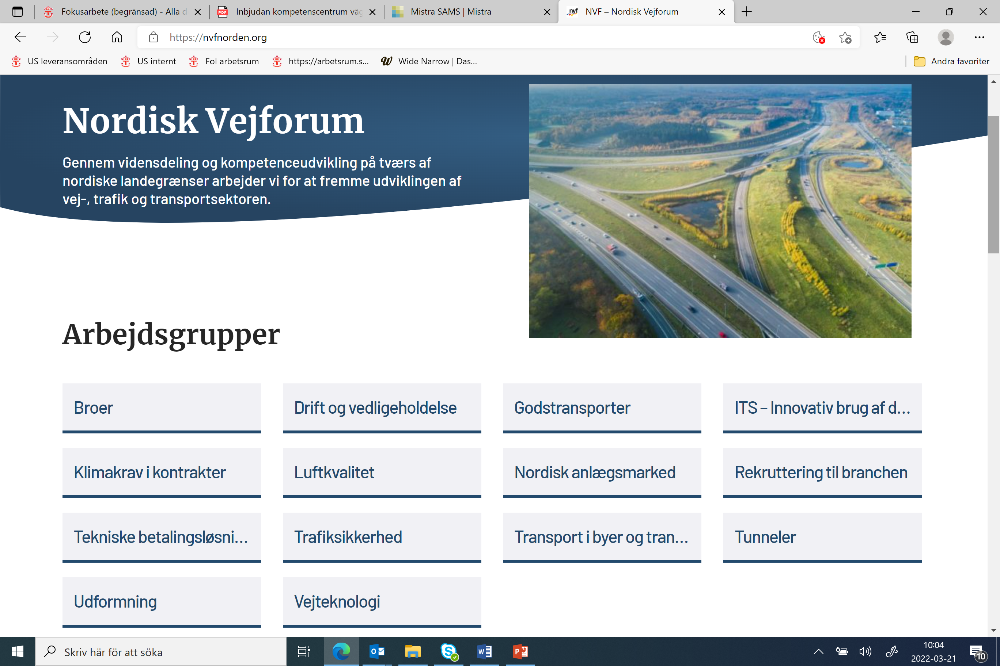 Fokusarbete (begränsad) - Alla d
Inbjudan kompetenscentrum väg
Mistra SAMS | Mistra
nvf
NVF – Nordisk Vejforum
PDF
https://nvfnorden.org
US leveransområden
US internt
FoI arbetsrum
https://arbetsrum.s...
W
Wide Narrow | Das...
Andra favoriter
Nordisk Vejforum
Gennem vidensdeling og kompetenceudvikling på tværs af
nordiske landegrænser arbejder vi for at fremme udviklingen af
vej-, trafik og transportsektoren.
Arbejdsgrupper
Broer
Drift og vedligeholdelse
Godstransporter
ITS – Innovativ brug af d...
Klimakrav i kontrakter
Luftkvalitet
Nordisk anlægsmarked
Rekruttering til branchen
Tekniske betalingsløsni...
Trafiksikkerhed
Transport i byer og tran...
Tunneler
Udformning
Vejteknologi
Skriv här för att söka
10:04
2022-03-21
10